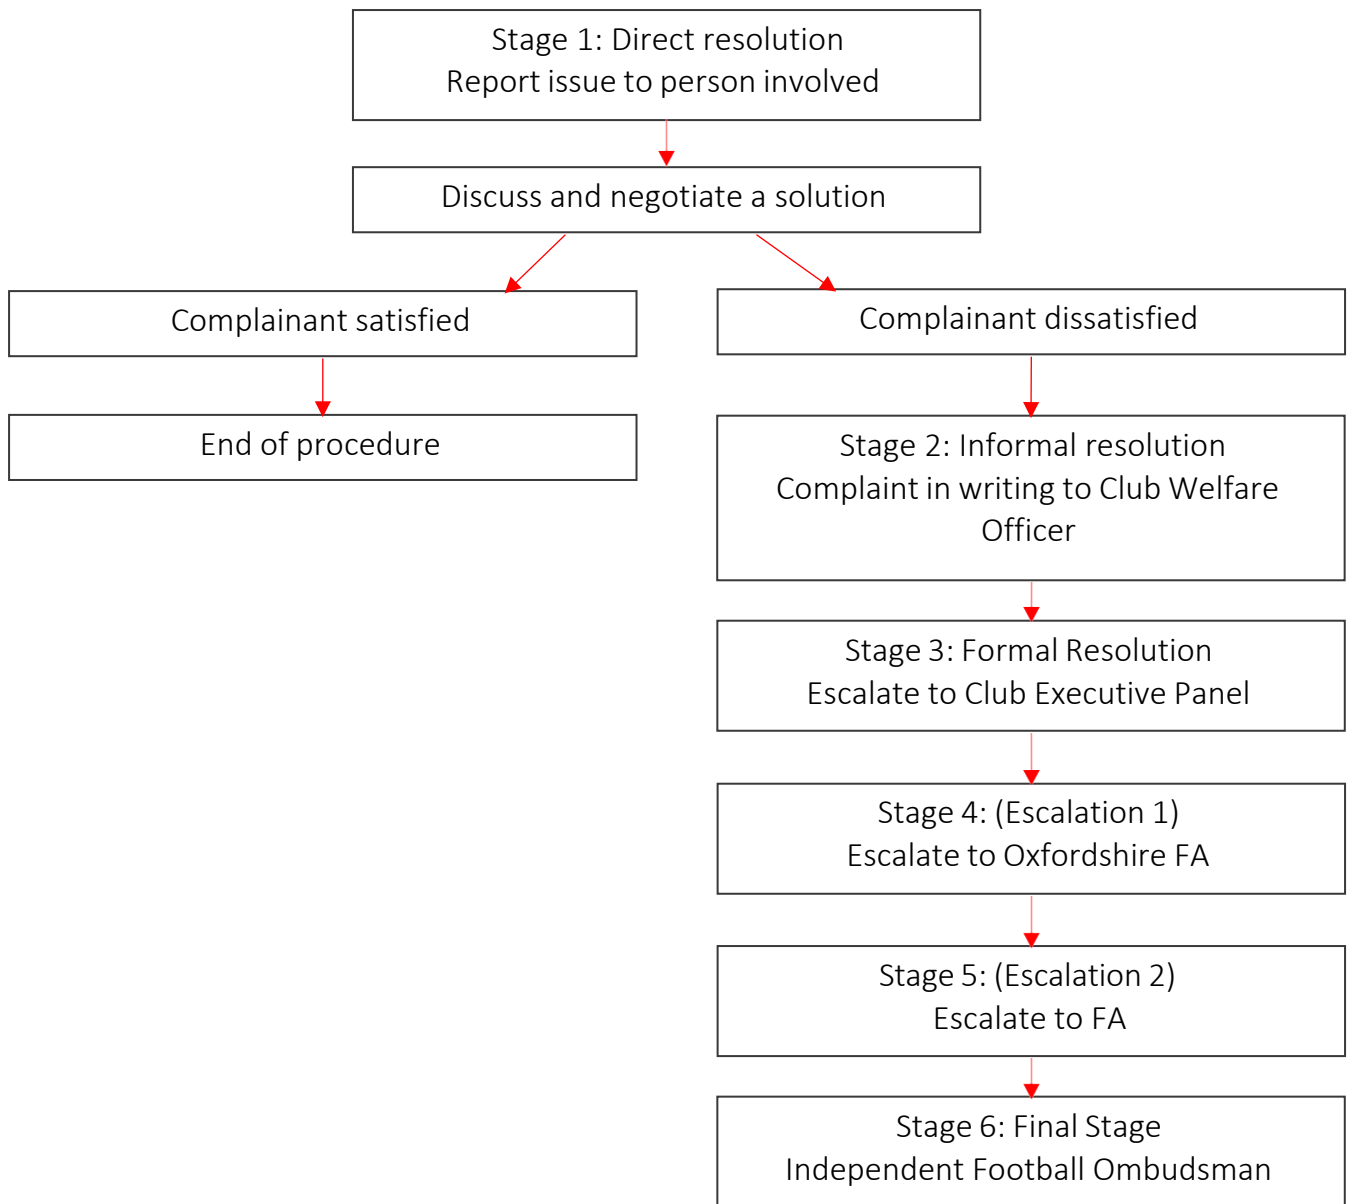 Stage 1: Direct resolution
Report issue to person involved
Discuss and negotiate a solution
Complainant satisfied
Complainant dissatisfied
End of procedure
Stage 2: Informal resolution
Complaint in writing to Club Welfare
Officer
Stage 3: Formal Resolution
Escalate to Club Executive Panel
Stage 4: (Escalation 1)
Escalate to Oxfordshire FA
Stage 5: (Escalation 2)
Escalate to FA
Stage 6: Final Stage
Independent Football Ombudsman